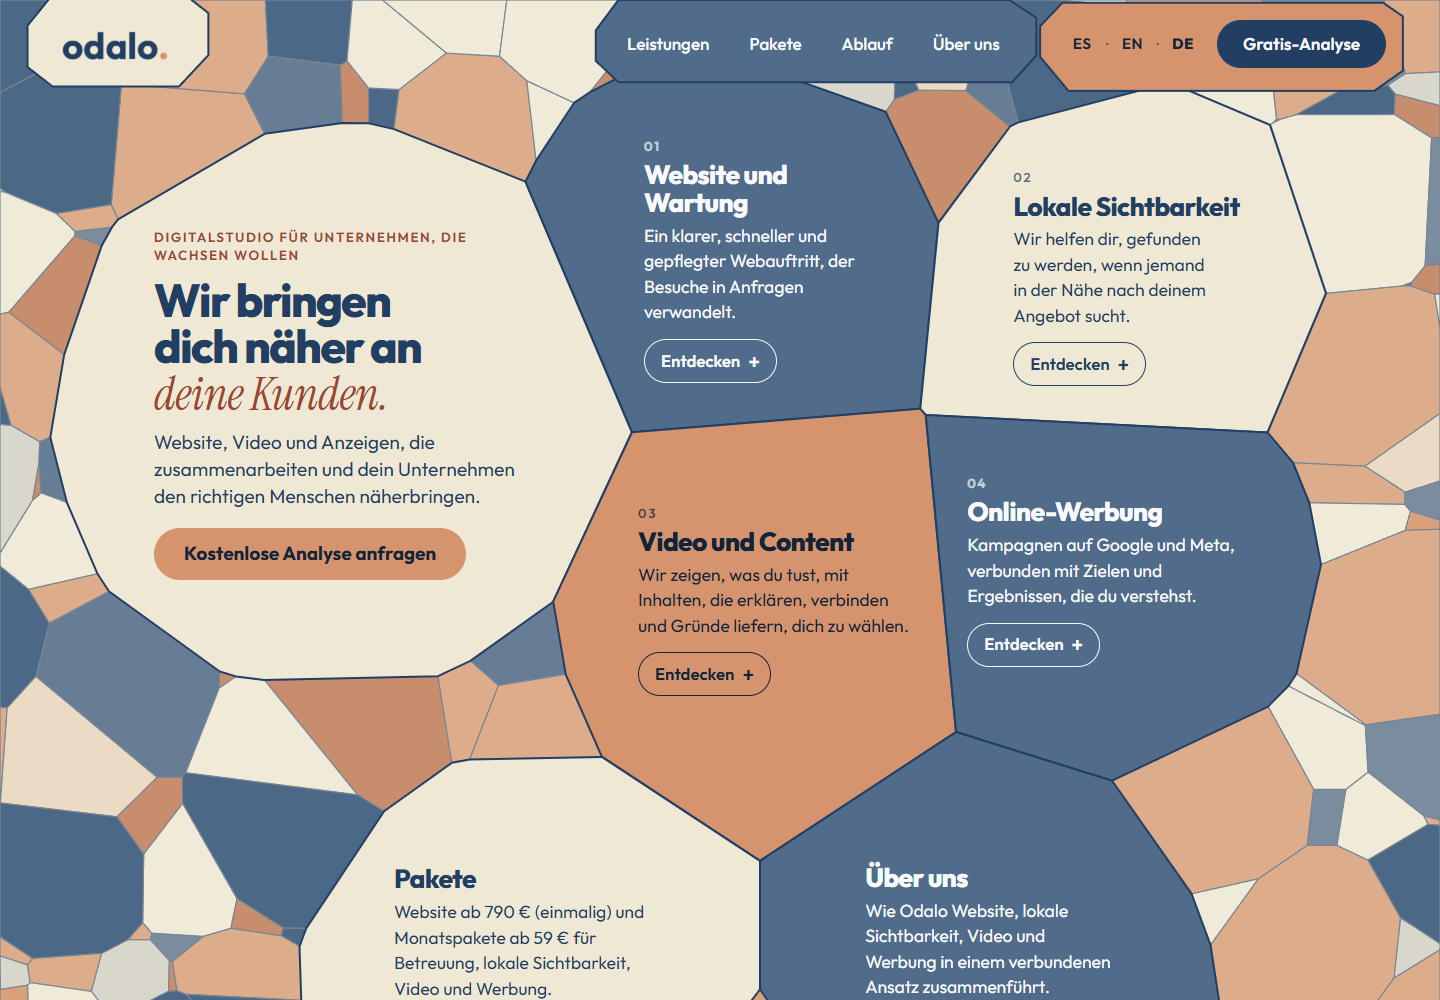 odalo.
Leistungen Pakete Ablauf Über uns
ES · EN · DE Gratis-Analyse
DIGITALSTUDIO FÜR UNTERNEHMEN, DIE
WACHSEN WOLLEN
Wir bringen
dich näher an
deine Kunden.
Website, Video und Anzeigen, die
zusammenarbeiten und dein Unternehmen
den richtigen Menschen näherbringen.
Kostenlose Analyse anfragen
01
Website und
Wartung
Ein klarer, schneller und
gepflegter Webauftritt, der
Besuche in Anfragen
verwandelt.
Entdecken +
02
Lokale Sichtbarkeit
Wir helfen dir, gefunden
zu werden, wenn jemand
in der Nähe nach deinem
Angebot sucht.
Entdecken +
03
Video und Content
Wir zeigen, was du tust, mit
Inhalten, die erklären, verbinden
und Gründe liefern, dich zu wählen.
Entdecken +
04
Online-Werbung
Kampagnen auf Google und Meta,
verbunden mit Zielen und
Ergebnissen, die du verstehst.
Entdecken +
Pakete
Website ab 790 € (einmalig) und
Monatspakete ab 59 € für
Betreuung, lokale Sichtbarkeit,
Video und Werbung.
Über uns
Wie Odalo Website, lokale
Sichtbarkeit, Video und
Werbung in einem verbundenen
Ansatz zusammenführt.